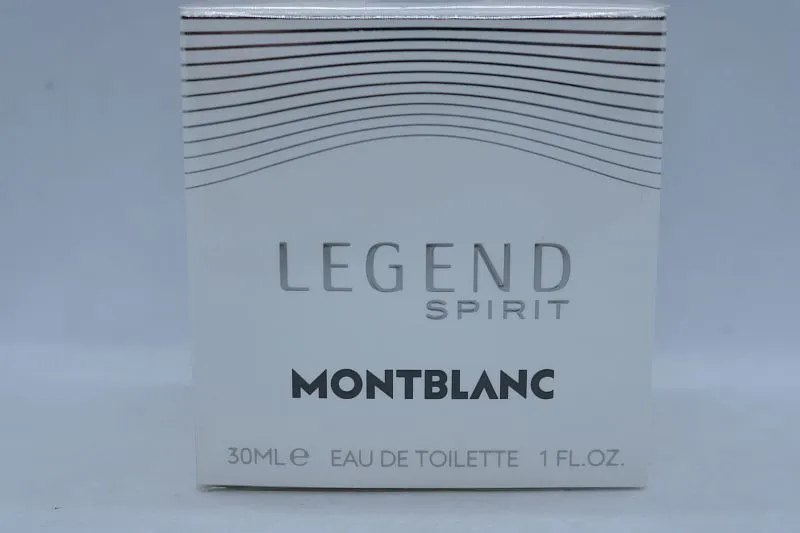 LEGEND
SPIRIT
MONTBLANC
30ML℮ EAU DE TOILETTE 1 FL.OZ.